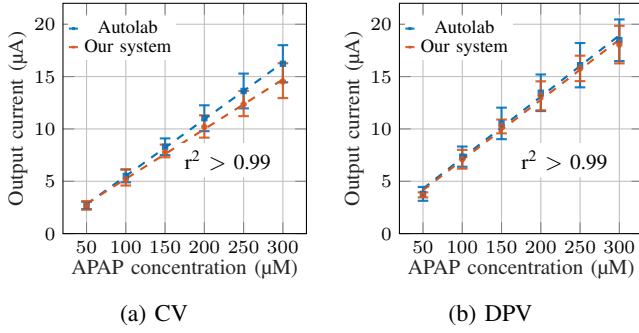 Output current (µA)
20
15
10
5
0
Autolab
Our system
r² > 0.99
50 100 150 200 250 300
APAP concentration (µM)
(a) CV
Output current (µA)
20
15
10
5
0
Autolab
Our system
r² > 0.99
50 100 150 200 250 300
APAP concentration (µM)
(b) DPV